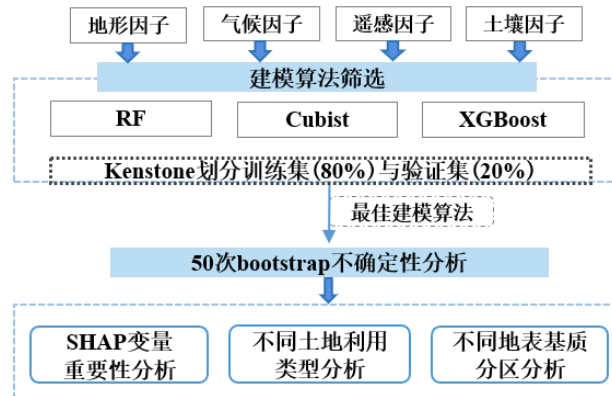 地形因子
气候因子
遥感因子
土壤因子
建模算法筛选
RF
Cubist
XGBoost
Kenstone划分训练集(80%)与验证集(20%)
最佳建模算法
50次bootstrap不确定性分析
SHAP变量
重要性分析
不同土地利用
类型分析
不同地表基质
分区分析